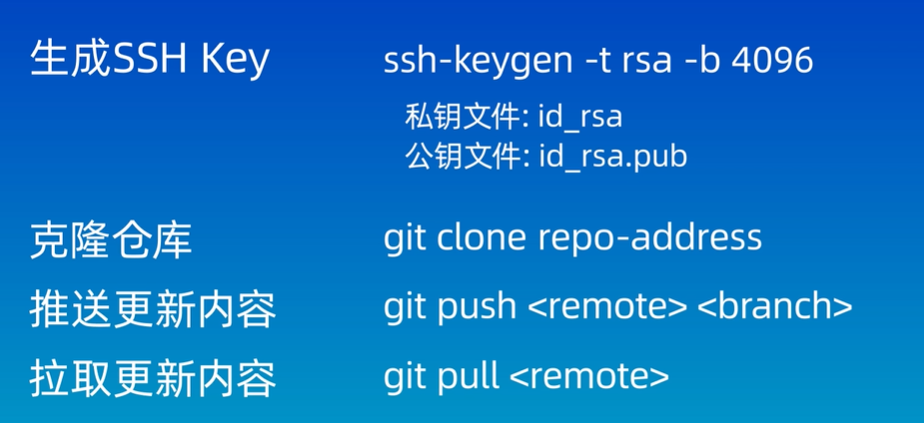 生成SSH Key ssh-keygen -t rsa -b 4096
私钥文件: id_rsa
公钥文件: id_rsa.pub
克隆仓库 git clone repo-address
推送更新内容 git push <remote> <branch>
拉取更新内容 git pull <remote>